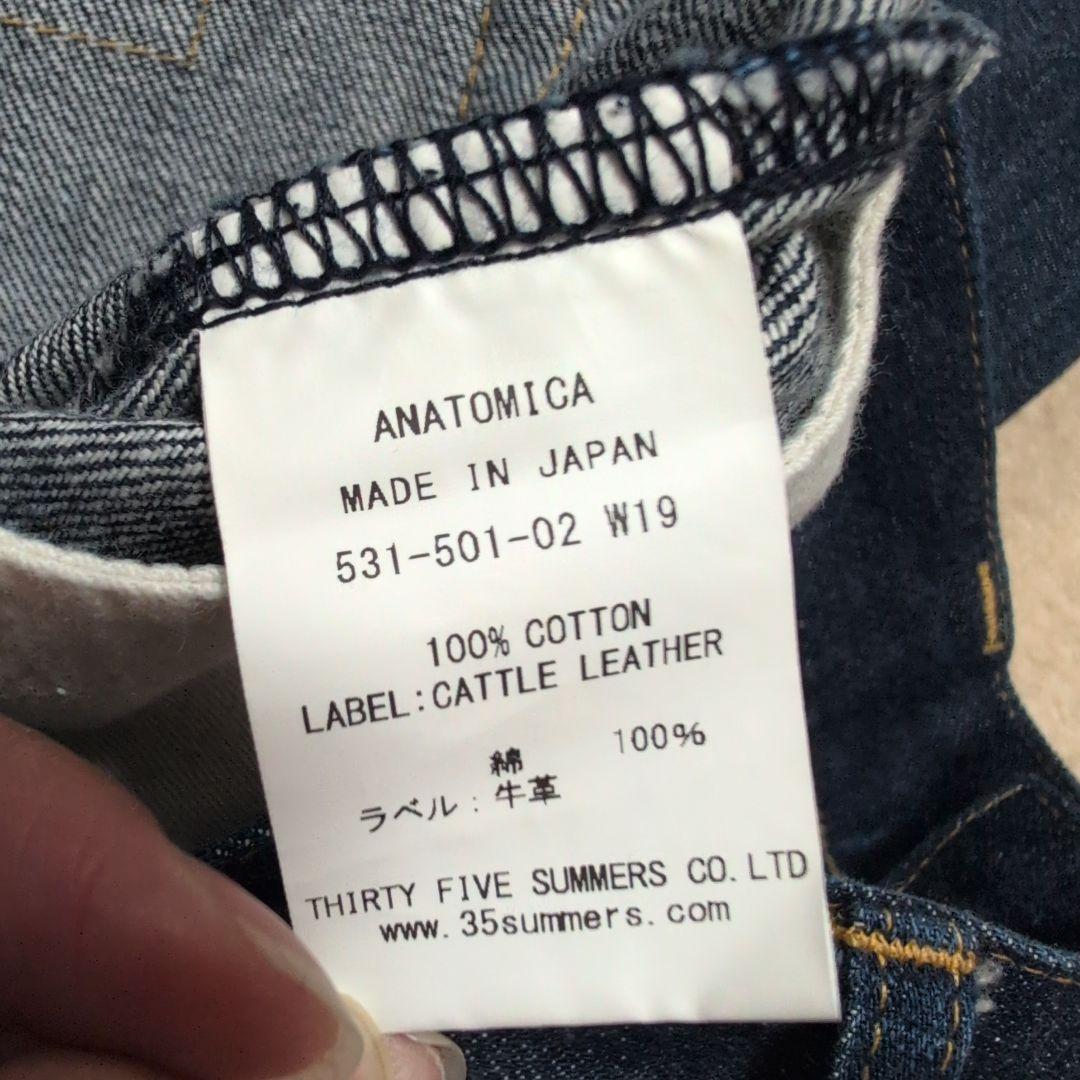 ANATOMICA
MADE IN JAPAN
531-501-02 W19
100% COTTON
LABEL:CATTLE LEATHER
綿 100%
ラベル:牛革
THIRTY FIVE SUMMERS CO.LTD
www.35summers.com